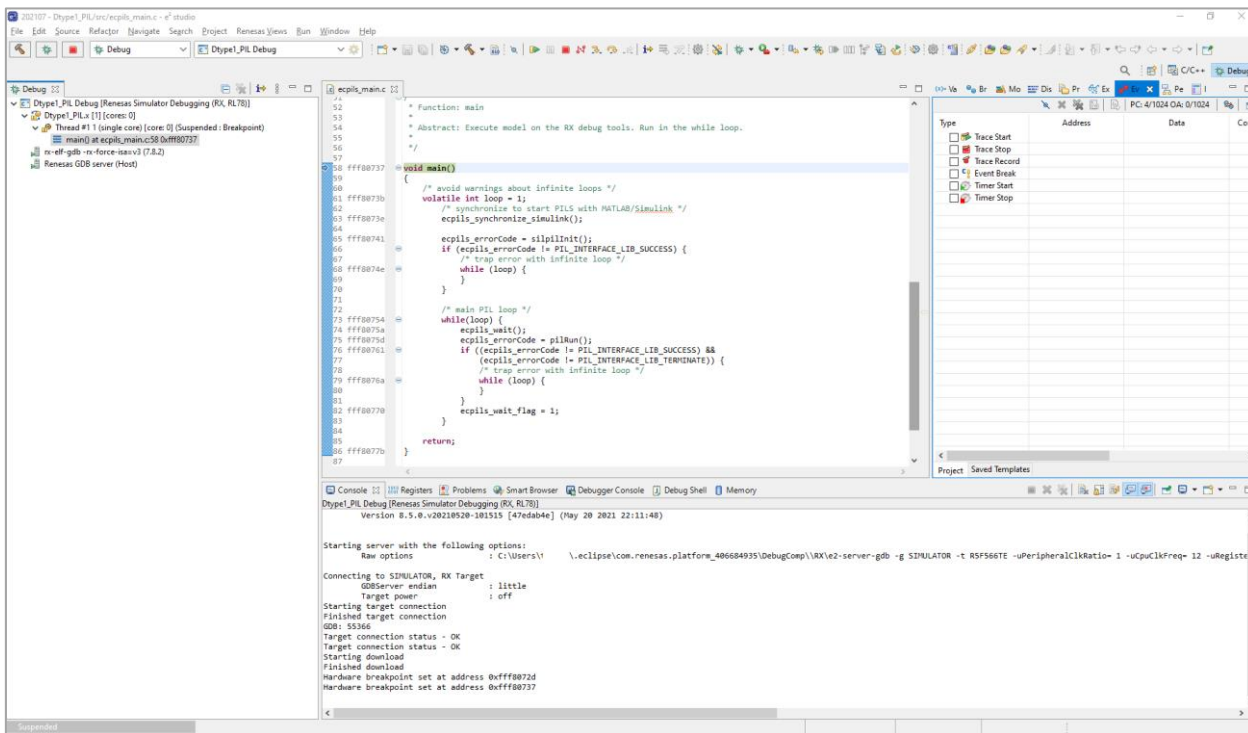 202107 - Dtype1_PIL/src/ecpils_main.c - e² studio
File Edit Source Refactor Navigate Search Project Renesas Views Run Window Help
Debug
Dtype1_PIL Debug
C/C++
Debug
Debug
Dtype1_PIL Debug [Renesas Simulator Debugging (RX, RL78)]
Dtype1_PIL.x [1] [cores: 0]
Thread #1 1 (single core) [core: 0] (Suspended : Breakpoint)
main() at ecpils_main.c:58 0xfff80737
rx-elf-gdb -rx-force-isa=v3 (7.8.2)
Renesas GDB server (Host)
ecpils_main.c
52 * Function: main
53 *
54 * Abstract: Execute model on the RX debug tools. Run in the while loop.
55 *
56 */
57
58 fff80737 void main()
59 {
60 /* avoid warnings about infinite loops */
61 fff8073b volatile int loop = 1;
62 /* synchronize to start PILS with MATLAB/Simulink */
63 fff8073e ecpils_synchronize_simulink();
64
65 fff80741 ecpils_errorCode = silpilInit();
66 if (ecpils_errorCode != PIL_INTERFACE_LIB_SUCCESS) {
67 /* trap error with infinite loop */
68 fff8074e while (loop) {
69 }
70 }
71
72 /* main PIL loop */
73 fff80754 while(loop) {
74 fff8075a ecpils_wait();
75 fff8075d ecpils_errorCode = pilRun();
76 fff80761 if ((ecpils_errorCode != PIL_INTERFACE_LIB_SUCCESS) &&
77 (ecpils_errorCode != PIL_INTERFACE_LIB_TERMINATE)) {
78 /* trap error with infinite loop */
79 fff8076a while (loop) {
80 }
81 }
82 fff80770 ecpils_wait_flag = 1;
83 }
84
85 return;
86 fff8077b }
87
Va Br Mo Dis Pr Ex Ev Pe
PC: 4/1024 OA: 0/1024
Type Address Data Co
Trace Start
Trace Stop
Trace Record
Event Break
Timer Start
Timer Stop
Project Saved Templates
Console Registers Problems Smart Browser Debugger Console Debug Shell Memory
Dtype1_PIL Debug [Renesas Simulator Debugging (RX, RL78)]
Version 8.5.0.v20210520-101515 [47edab4e] (May 20 2021 22:11:48)
Starting server with the following options:
Raw options : C:\Users\t \.eclipse\com.renesas.platform_406684935\DebugComp\\RX\e2-server-gdb -g SIMULATOR -t R5F566TE -uPeripheralClkRatio= 1 -uCpuClkFreq= 12 -uRegiste
Connecting to SIMULATOR, RX Target
GDBServer endian : little
Target power : off
Starting target connection
Finished target connection
GDB: 55366
Target connection status - OK
Target connection status - OK
Starting download
Finished download
Hardware breakpoint set at address 0xfff8072d
Hardware breakpoint set at address 0xfff80737
Suspended